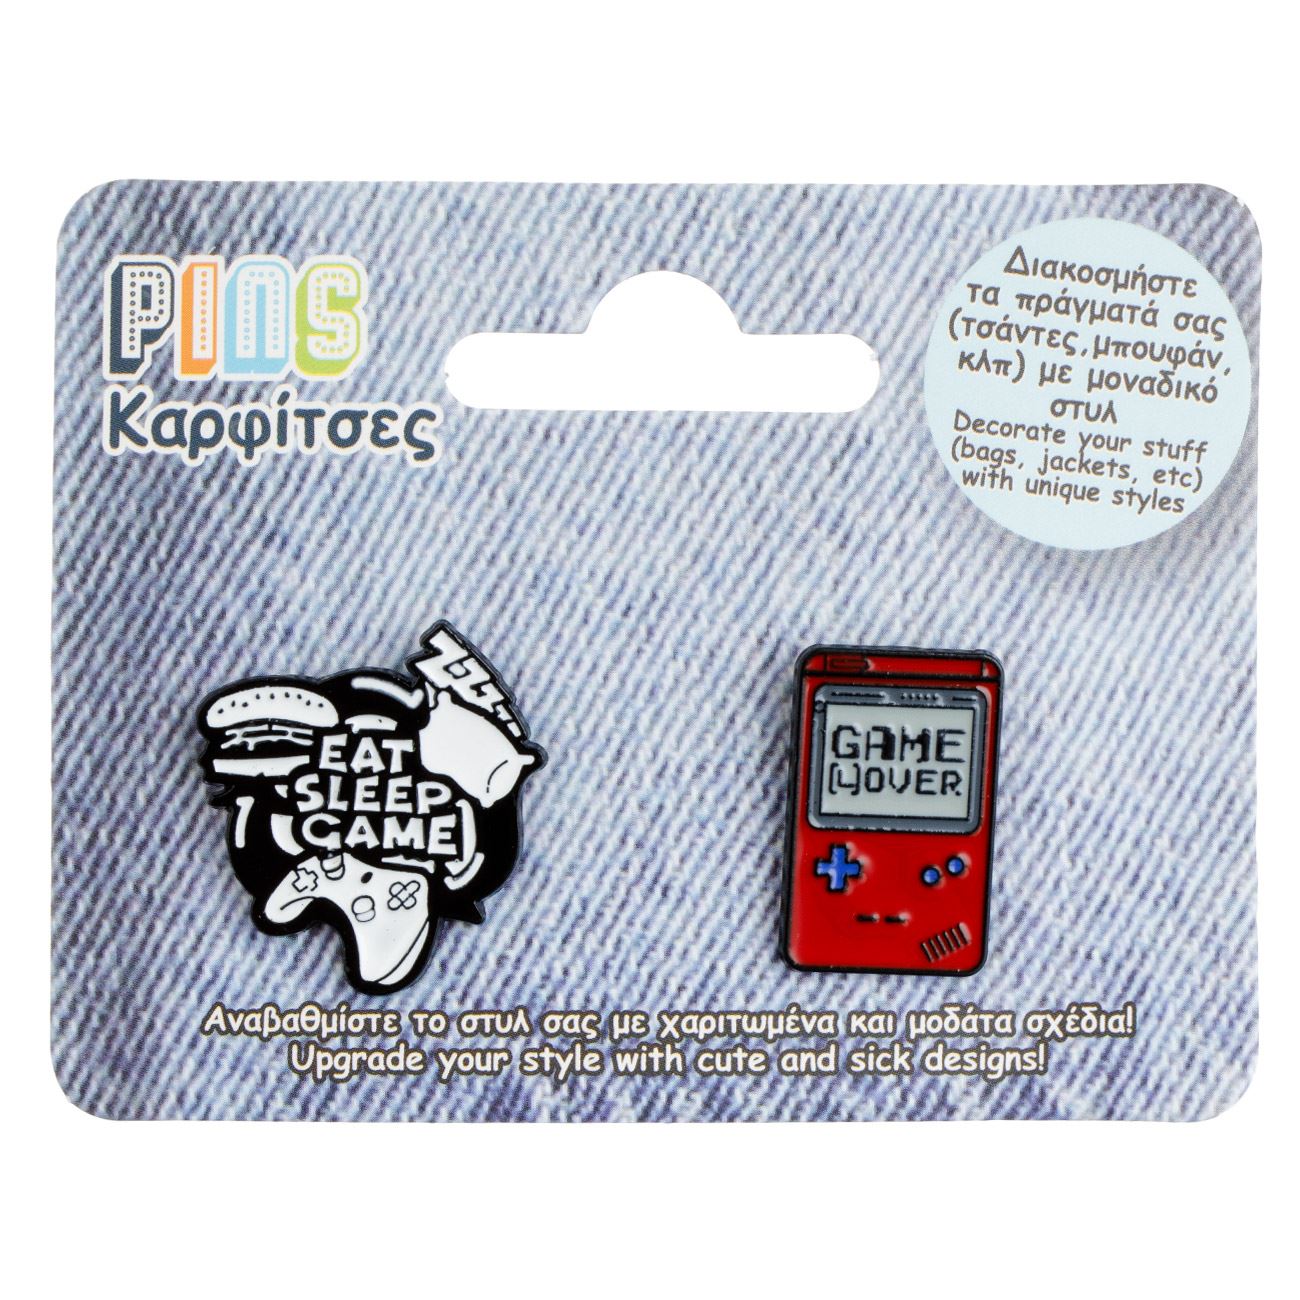 PINS
Καρφίτσες
Διακοσμήστε
τα πράγματά σας
(τσάντες, μπουφάν,
κλπ) με μοναδικό
στυλ
Decorate your stuff
(bags, jackets, etc)
with unique styles
ZZZ
EAT
SLEEP
GAME
GAME
OVER
Αναβαθμίστε το στυλ σας με χαριτωμένα και μοδάτα σχέδια!
Upgrade your style with cute and sick designs!